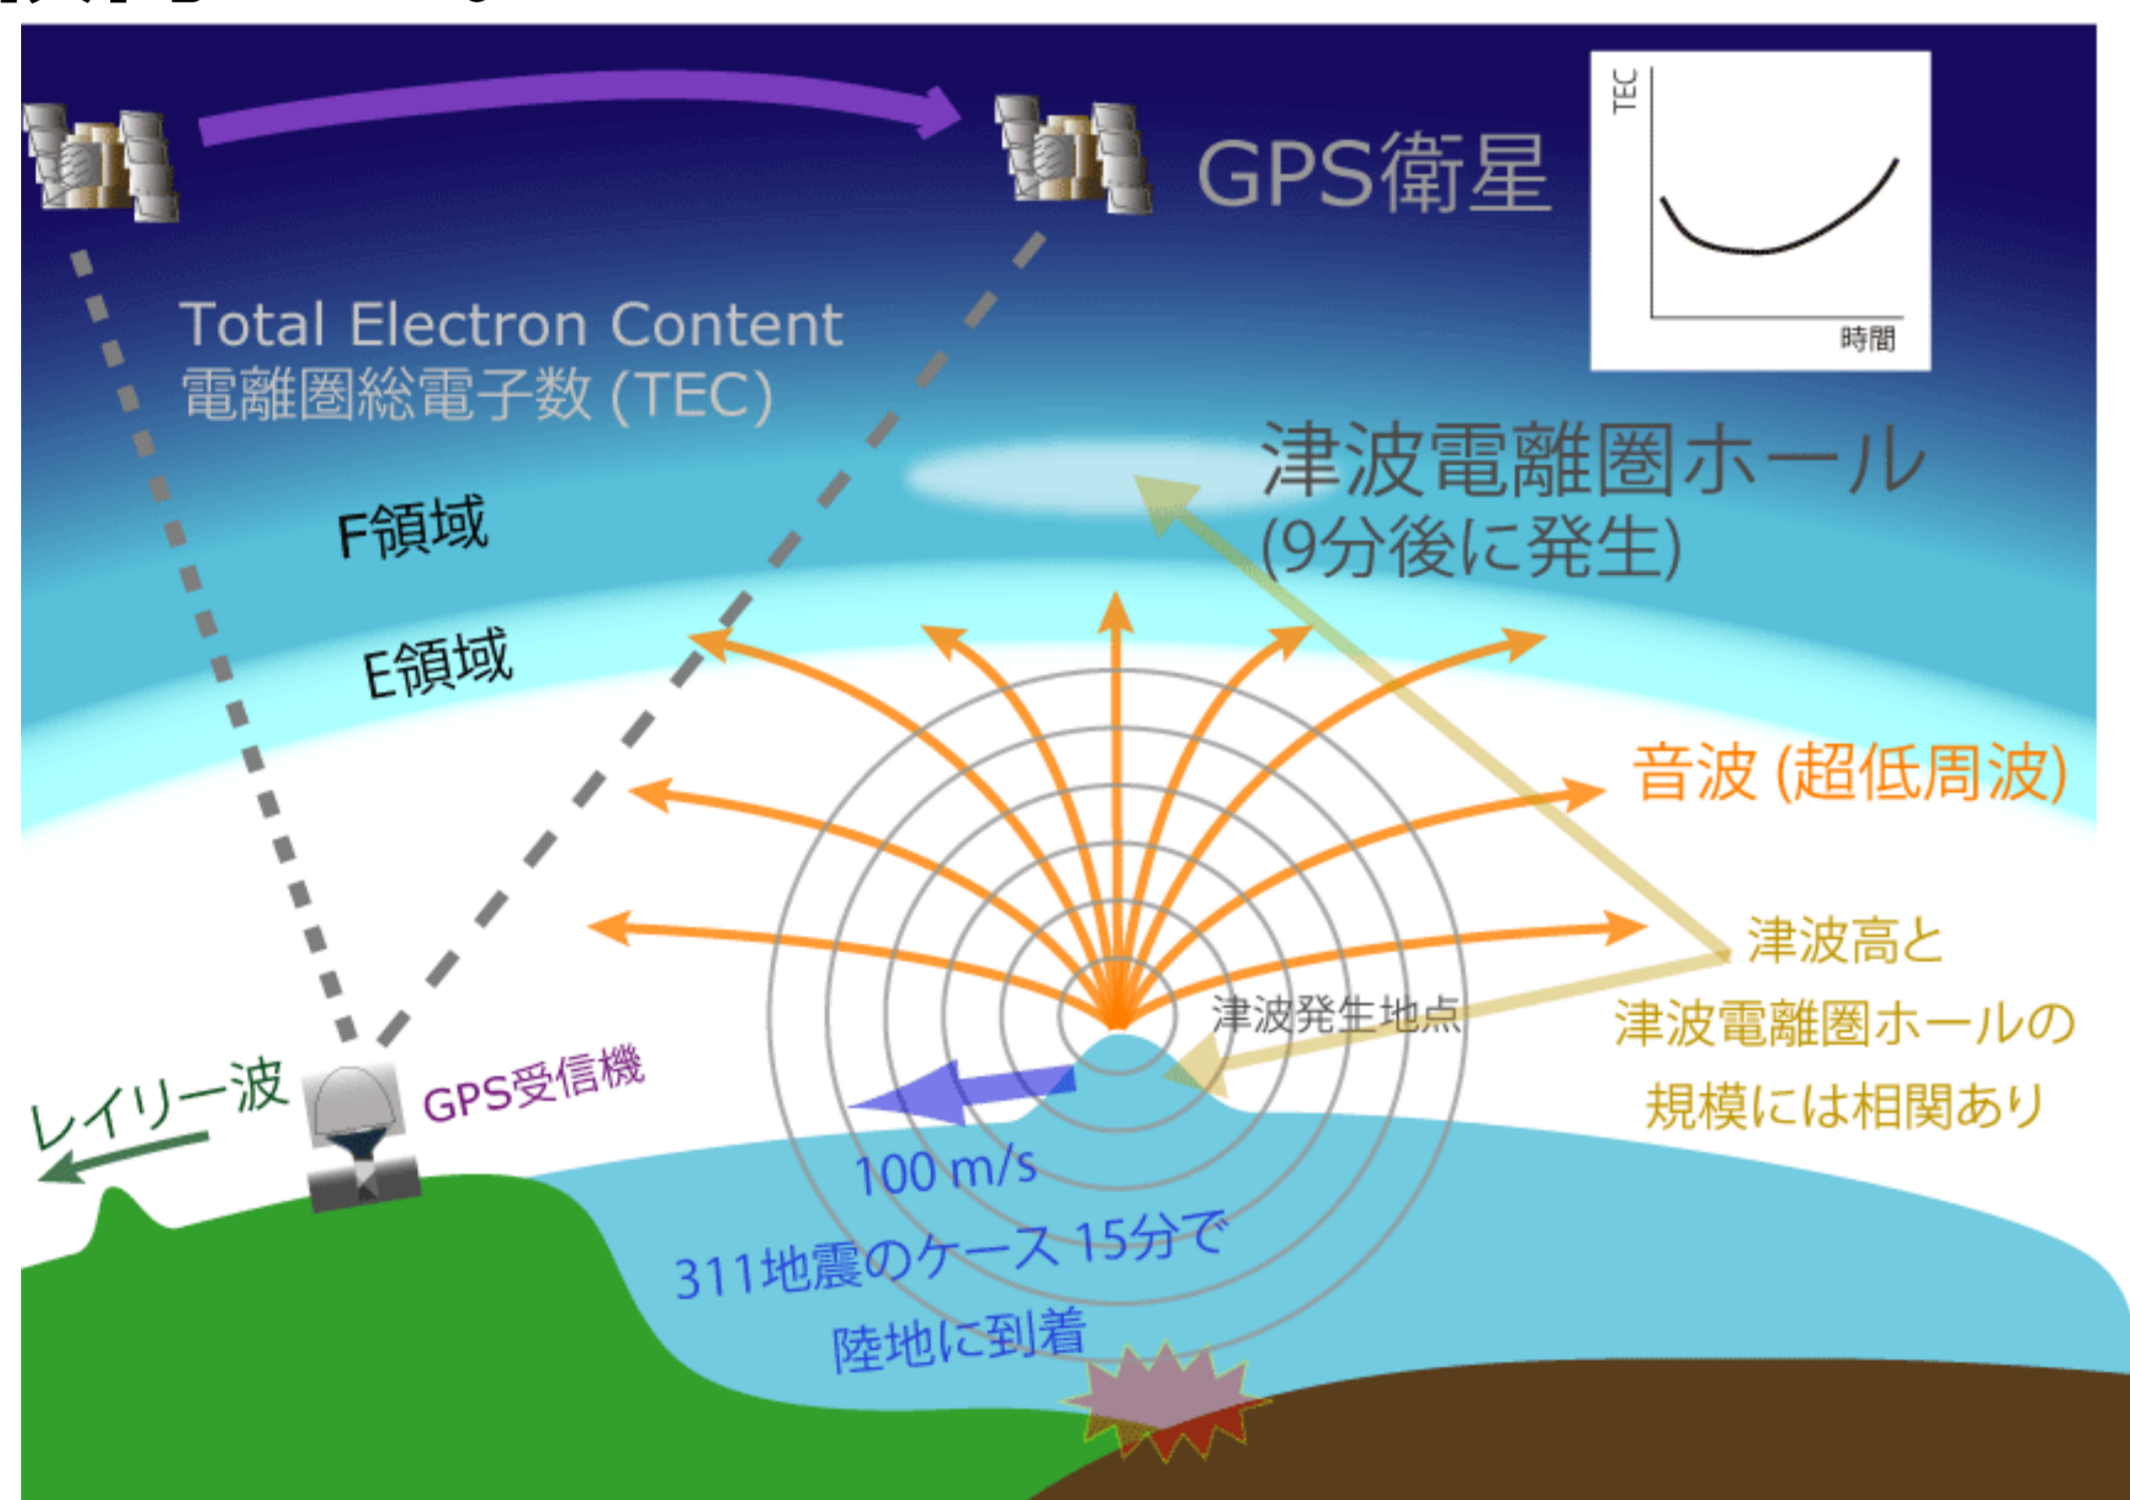 GPS衛星
TEC
時間
Total Electron Content
電離圏総電子数 (TEC)
津波電離圏ホール
(9分後に発生)
F領域
E領域
音波 (超低周波)
津波高と
津波電離圏ホールの
規模には相関あり
津波発生地点
レイリー波
GPS受信機
100 m/s
311地震のケース 15分で
陸地に到着